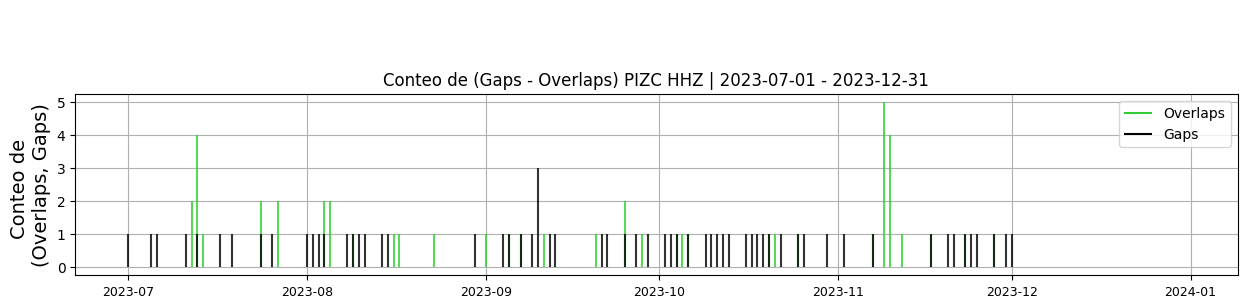 Conteo de (Gaps - Overlaps) PIZC HHZ | 2023-07-01 - 2023-12-31
Conteo de
(Overlaps, Gaps)
5
4
3
2
1
0
Overlaps
Gaps
2023-07 2023-08 2023-09 2023-10 2023-11 2023-12 2024-01